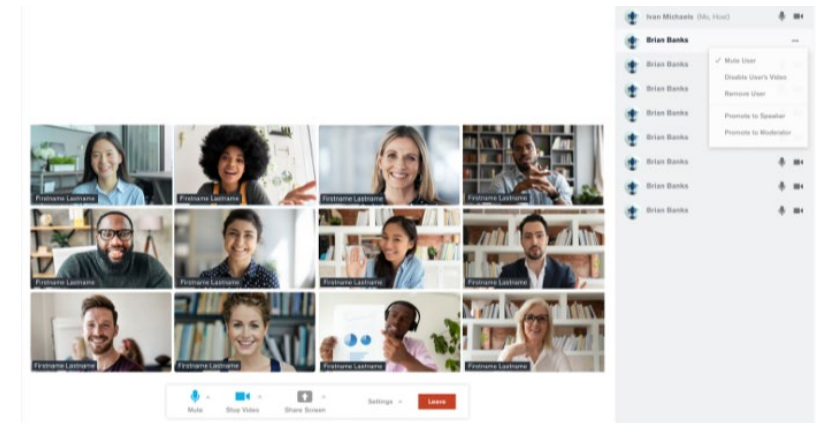 Ivan Michaels (Me, Host)
Brian Banks
Brian Banks
Mute User
Disable User's Video
Brian Banks
Remove User
Brian Banks
Promote to Speaker
Brian Banks
Promote to Moderator
Brian Banks
Brian Banks
Brian Banks
Firstname Lastname Firstname Lastname Firstname Lastname Firstname Lastname
Firstname Lastname Firstname Lastname Firstname Lastname Firstname Lastname
Firstname Lastname Firstname Lastname Firstname Lastname Firstname Lastname
Mute Stop Video Share Screen Settings Leave